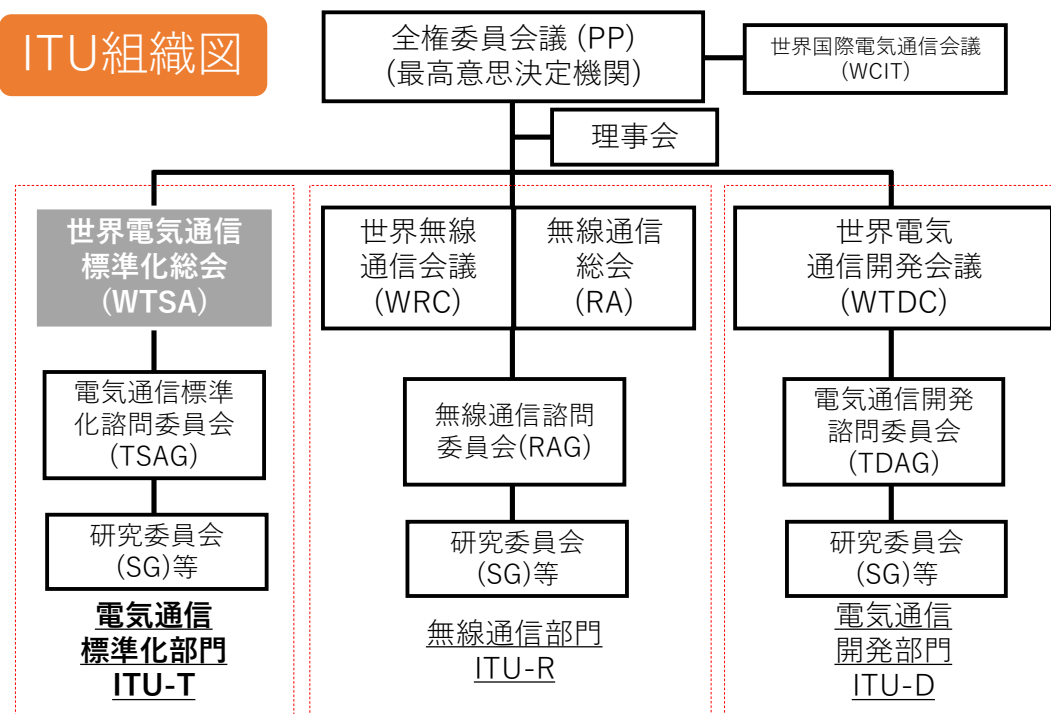 ITU組織図
全権委員会議 (PP)
(最高意思決定機関)
世界国際電気通信会議
(WCIT)
理事会
世界電気通信
標準化総会
(WTSA)
電気通信標準
化諮問委員会
(TSAG)
研究委員会
(SG)等
電気通信
標準化部門
ITU-T
世界無線
通信会議
(WRC)
無線通信
総会
(RA)
無線通信諮問
委員会(RAG)
研究委員会
(SG)等
無線通信部門
ITU-R
世界電気
通信開発会議
(WTDC)
電気通信開発
諮問委員会
(TDAG)
研究委員会
(SG)等
電気通信
開発部門
ITU-D